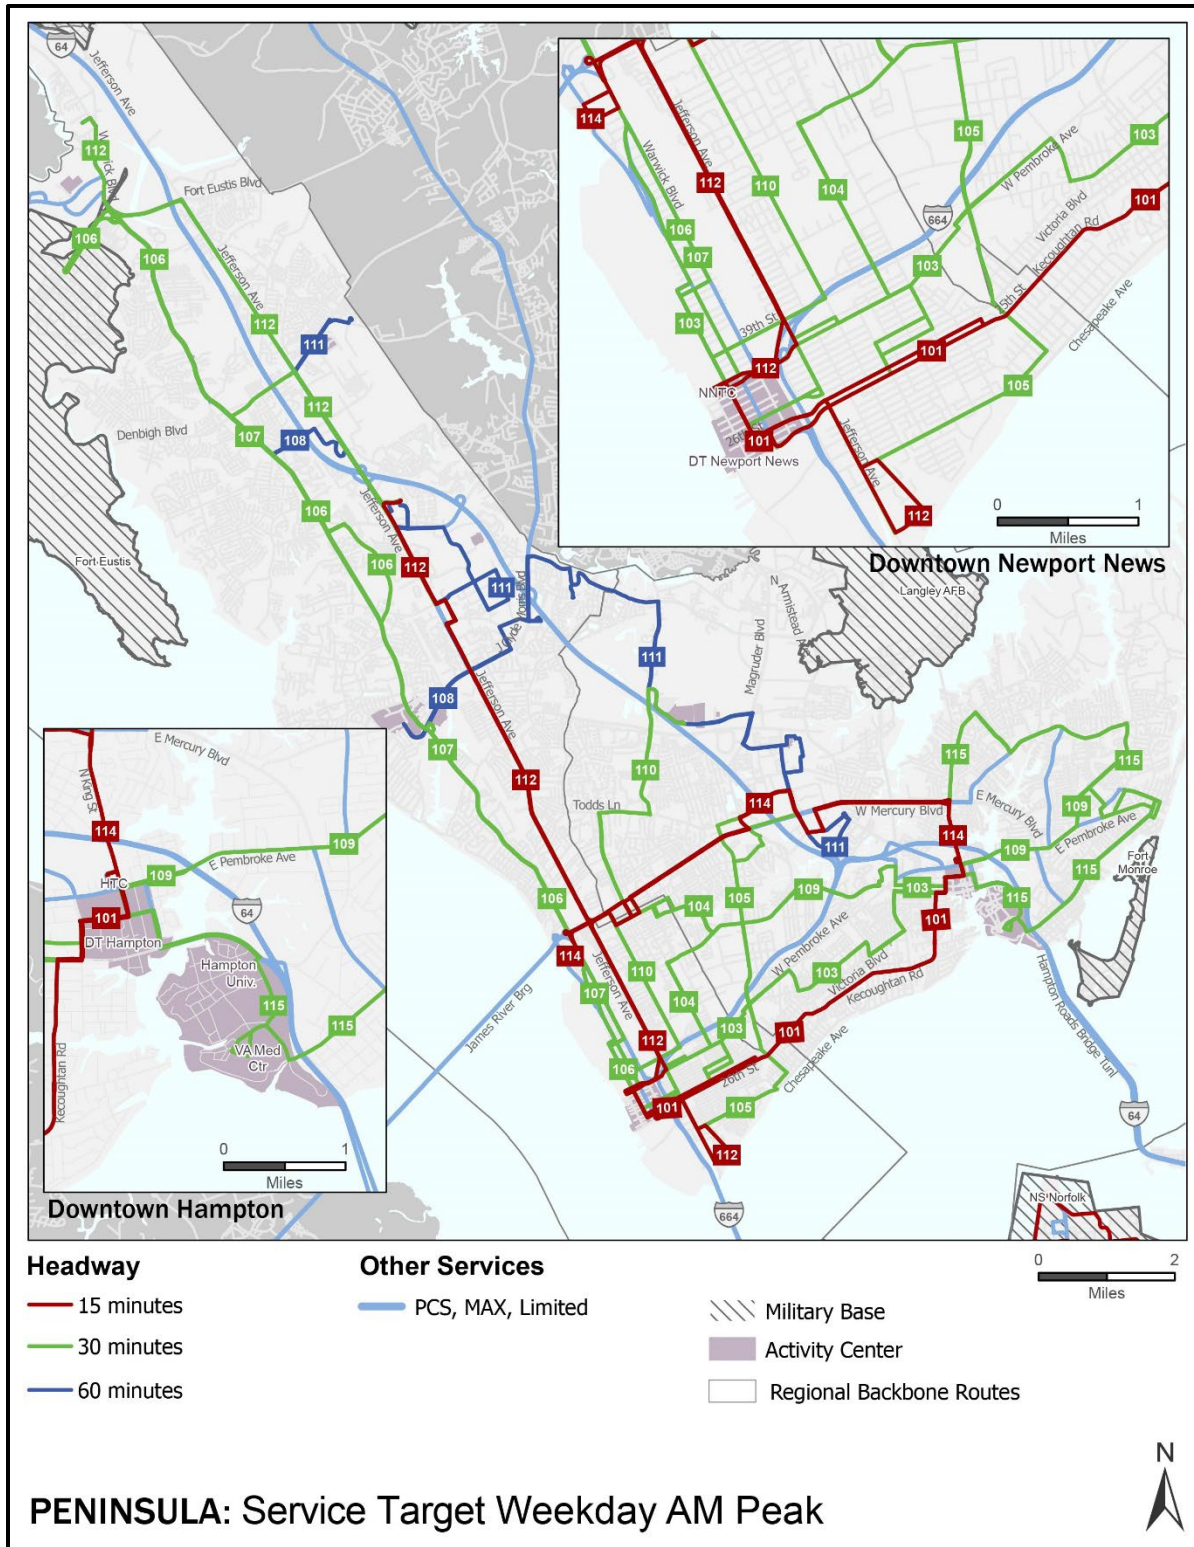 64
Jefferson Ave
112
Warwick Blvd
Fort Eustis Blvd
106
106
Jefferson Ave
112
111
112
Denbigh Blvd
107
108
106
Jefferson Ave
106
112
111
J Clyde Morris Blvd
Fort Eustis
108
107
112
111
N Armistead Ave
Langley AFB
Magruder Blvd
110
Todds Ln
114
W Mercury Blvd
111
115
115
E Mercury Blvd
109
114
E Pembroke Ave
109
Fort
Monroe
115
115
106
104
105
109
103
101
114
W Pembroke Ave
Jefferson Ave
110
107
104
103
Victoria Blvd
Kecoughtan Rd
James River Brg
Hampton Roads Bridge Tunl
112
103
101
Chesapeake Ave
106
26th St
101
105
112
64
664
NS Norfolk
114
Jefferson Ave
105
103
Warwick Blvd
112
110
104
W Pembroke Ave
664
101
Victoria Blvd
Kecoughtan Rd
106
107
103
103
39th St
5th St
Chesapeake Ave
101
112
NNTC
105
26th St
101
DT Newport News
Jefferson Ave
112
0 1
Miles
Downtown Newport News
E Mercury Blvd
N King St
114
E Pembroke Ave
109
HTC
109
64
101
DT Hampton
Hampton
Univ.
115
115
VA Med
Ctr
Kecoughtan Rd
0 1
Miles
Downtown Hampton
Headway
15 minutes
30 minutes
60 minutes
Other Services
PCS, MAX, Limited
0 2
Miles
Military Base
Activity Center
Regional Backbone Routes
N
PENINSULA: Service Target Weekday AM Peak